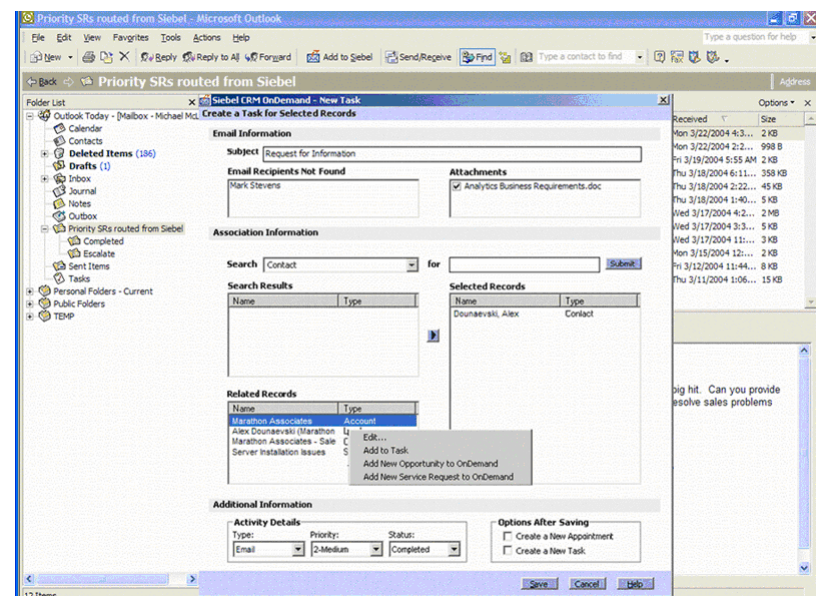 Priority SRs routed from Siebel - Microsoft Outlook
File Edit View Favorites Tools Actions Help
Type a question for help
New Reply Reply to All Forward Add to Siebel Send/Receive Find Type a contact to find
Back Priority SRs routed from Siebel
Address
Folder List
Outlook Today - [Mailbox - Michael McL
Calendar
Contacts
Deleted Items (186)
Drafts (1)
Inbox
Journal
Notes
Outbox
Priority SRs routed from Siebel
Completed
Escalate
Sent Items
Tasks
Personal Folders - Current
Public Folders
TEMP
12 Items
Siebel CRM OnDemand - New Task
Create a Task for Selected Records
Email Information
Subject Request for Information
Email Recipients Not Found
Mark Stevens
Attachments
Analytics Business Requirements.doc
Association Information
Search Contact for Submit
Search Results
Name Type
Selected Records
Name Type
Dounaevski, Alex Contact
Related Records
Name Type
Marathon Associates Account
Alex Dounaevski (Marathon L
Marathon Associates - Sale
Server Installation Issues S
Edit...
Add to Task
Add New Opportunity to OnDemand
Add New Service Request to OnDemand
Additional Information
Activity Details
Type: Priority: Status:
Email 2-Medium Completed
Options After Saving
Create a New Appointment
Create a New Task
Save Cancel Help
Options
Received Size
Mon 3/22/2004 4:3... 2 KB
Mon 3/22/2004 2:2... 998 B
Fri 3/19/2004 5:55 AM 2 KB
Thu 3/18/2004 6:11... 358 KB
Thu 3/18/2004 2:22... 45 KB
Thu 3/18/2004 1:40... 5 KB
Wed 3/17/2004 4:2... 2 MB
Wed 3/17/2004 3:3... 5 KB
Wed 3/17/2004 11:... 3 KB
Mon 3/15/2004 12:... 2 KB
Fri 3/12/2004 11:44... 8 KB
Thu 3/11/2004 1:06... 15 KB
big hit. Can you provide
esolve sales problems